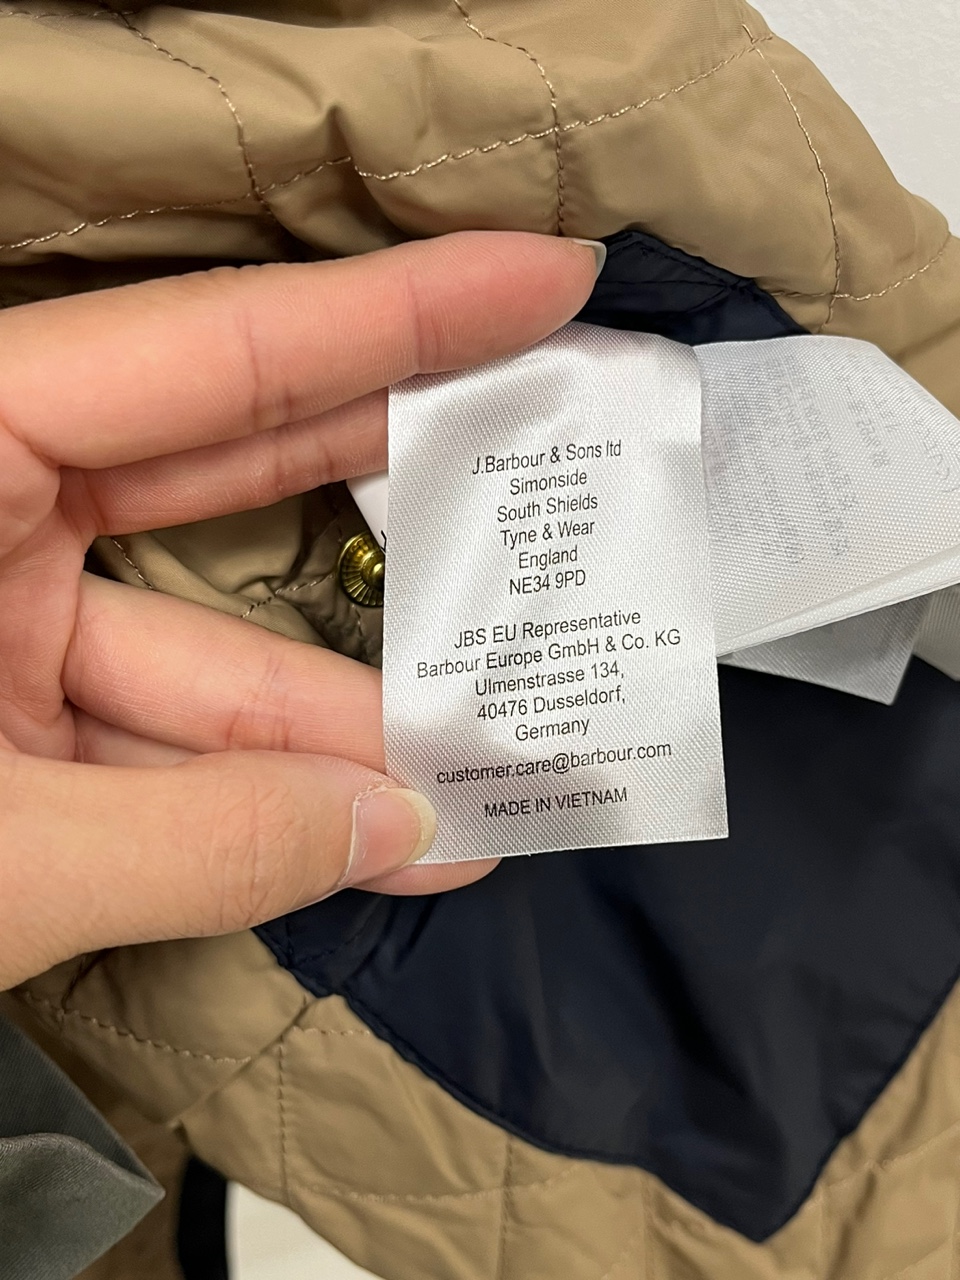 J.Barbour & Sons ltd
Simonside
South Shields
Tyne & Wear
England
NE34 9PD
JBS EU Representative
Barbour Europe GmbH & Co. KG
Ulmenstrasse 134,
40476 Dusseldorf,
Germany
customer.care@barbour.com
MADE IN VIETNAM